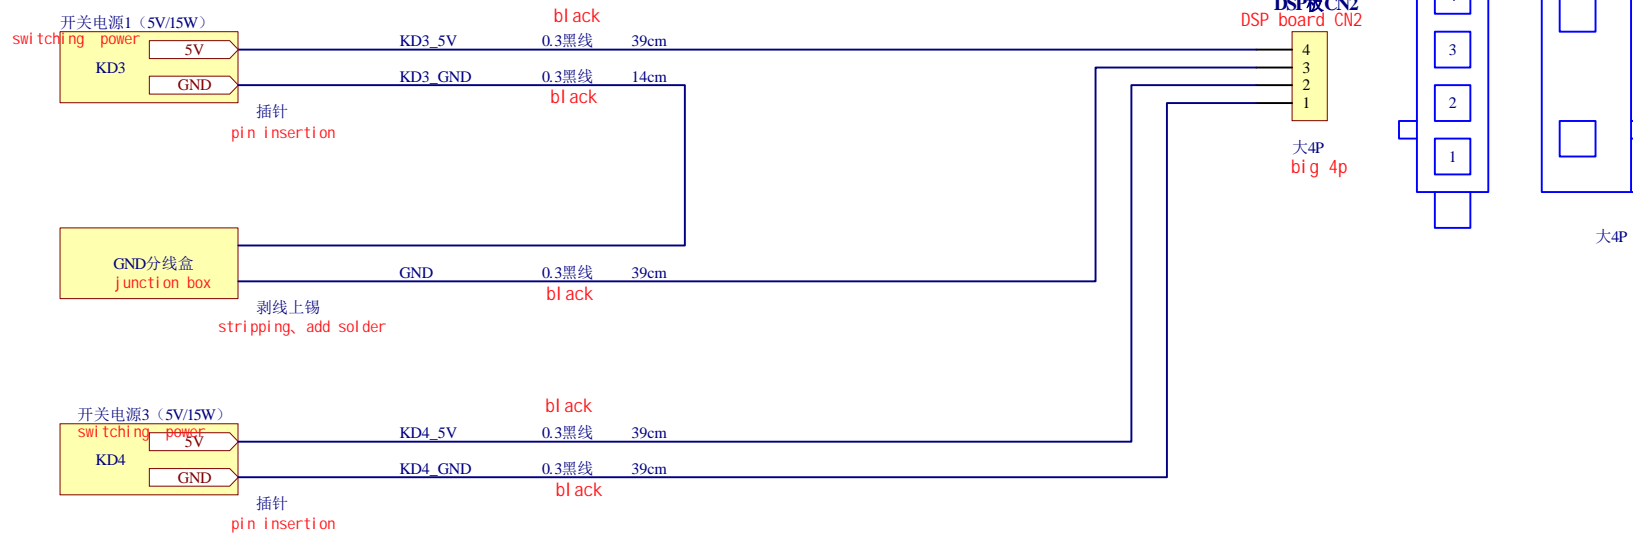 black
DSP板CN2
DSP board CN2
开关电源1（5V/15W）
switching power
5V
KD3
GND
KD3_5V
0.3黑线
39cm
KD3_GND
0.3黑线
14cm
black
插针
pin insertion
4
3
2
1
大4P
big 4p
3
2
1
大4P
GND分线盒
junction box
GND
0.3黑线
39cm
black
剥线上锡
stripping、add solder
black
开关电源3（5V/15W）
switching power
5V
KD4
GND
KD4_5V
0.3黑线
39cm
KD4_GND
0.3黑线
39cm
black
插针
pin insertion